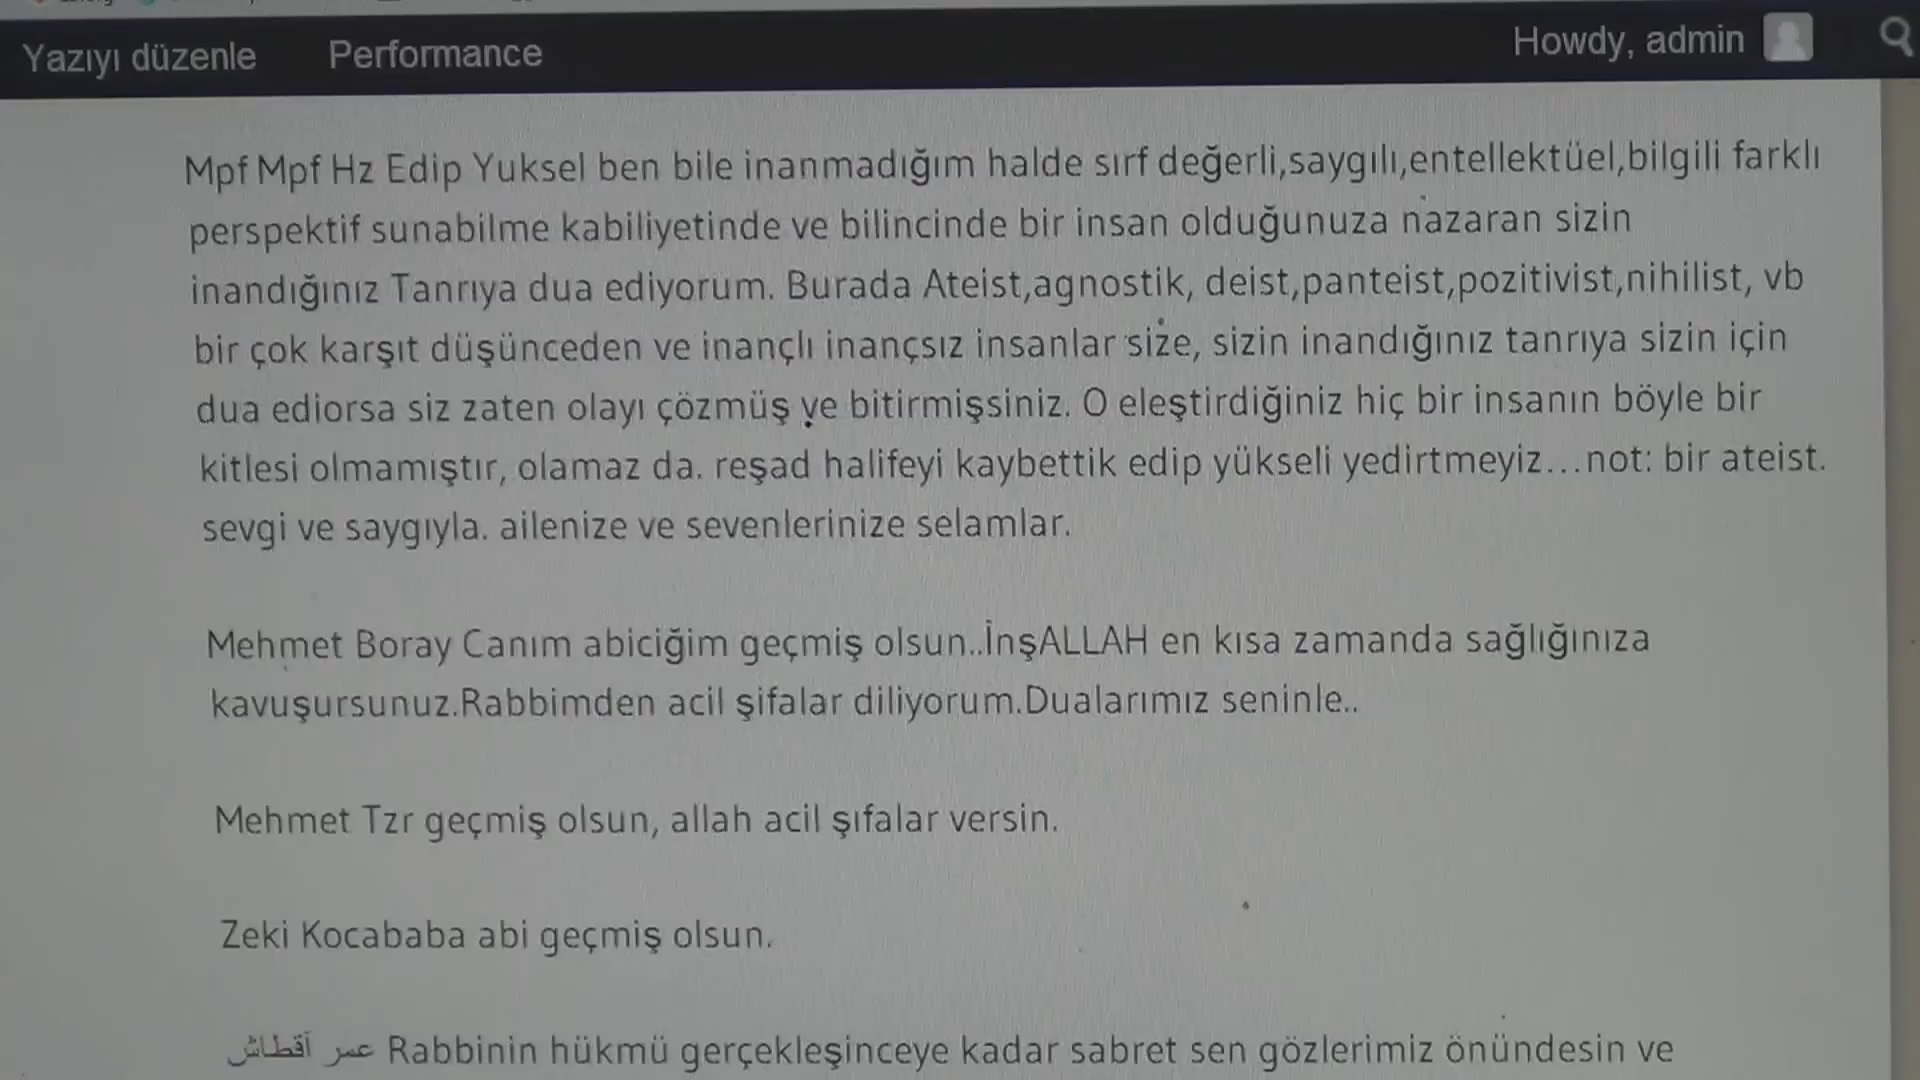 Yazıyı düzenle Performance Howdy, admin
Mpf Mpf Hz Edip Yuksel ben bile inanmadığım halde sırf değerli,saygılı,entellektüel,bilgili farklı
perspektif sunabilme kabiliyetinde ve bilincinde bir insan olduğunuza nazaran sizin
inandığınız Tanrıya dua ediyorum. Burada Ateist,agnostik, deist,panteist,pozitivist,nihilist, vb
bir çok karşıt düşünceden ve inançlı inançsız insanlar size, sizin inandığınız tanrıya sizin için
dua ediorsa siz zaten olayı çözmüş ve bitirmişsiniz. O eleştirdiğiniz hiç bir insanın böyle bir
kitlesi olmamıştır, olamaz da. reşad halifeyi kaybettik edip yükseli yedirtmeyiz...not: bir ateist.
sevgi ve saygıyla. ailenize ve sevenlerinize selamlar.
Mehmet Boray Canım abiciğim geçmiş olsun..İnşALLAH en kısa zamanda sağlığınıza
kavuşursunuz.Rabbimden acil şifalar diliyorum.Dualarımız seninle..
Mehmet Tzr geçmiş olsun, allah acil şıfalar versin.
Zeki Kocababa abi geçmiş olsun.
عمر آقطاش Rabbinin hükmü gerçekleşinceye kadar sabret sen gözlerimiz önündesin ve